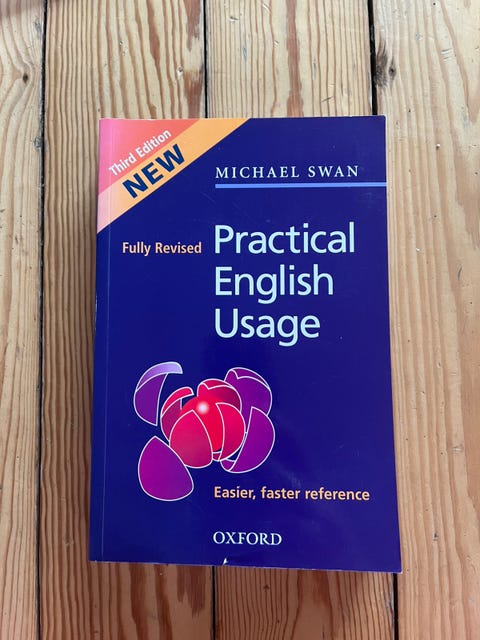 Third Edition
NEW
MICHAEL SWAN
Fully Revised
Practical
English
Usage
Easier, faster reference
OXFORD